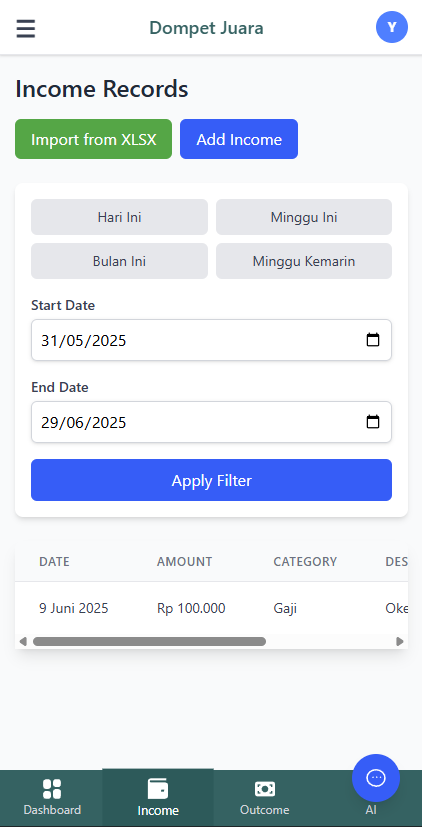 Dompet Juara
Y
Income Records
Import from XLSX Add Income
Hari Ini Minggu Ini
Bulan Ini Minggu Kemarin
Start Date
31/05/2025
End Date
29/06/2025
Apply Filter
DATE AMOUNT CATEGORY DES
9 Juni 2025 Rp 100.000 Gaji Oke
Dashboard Income Outcome AI